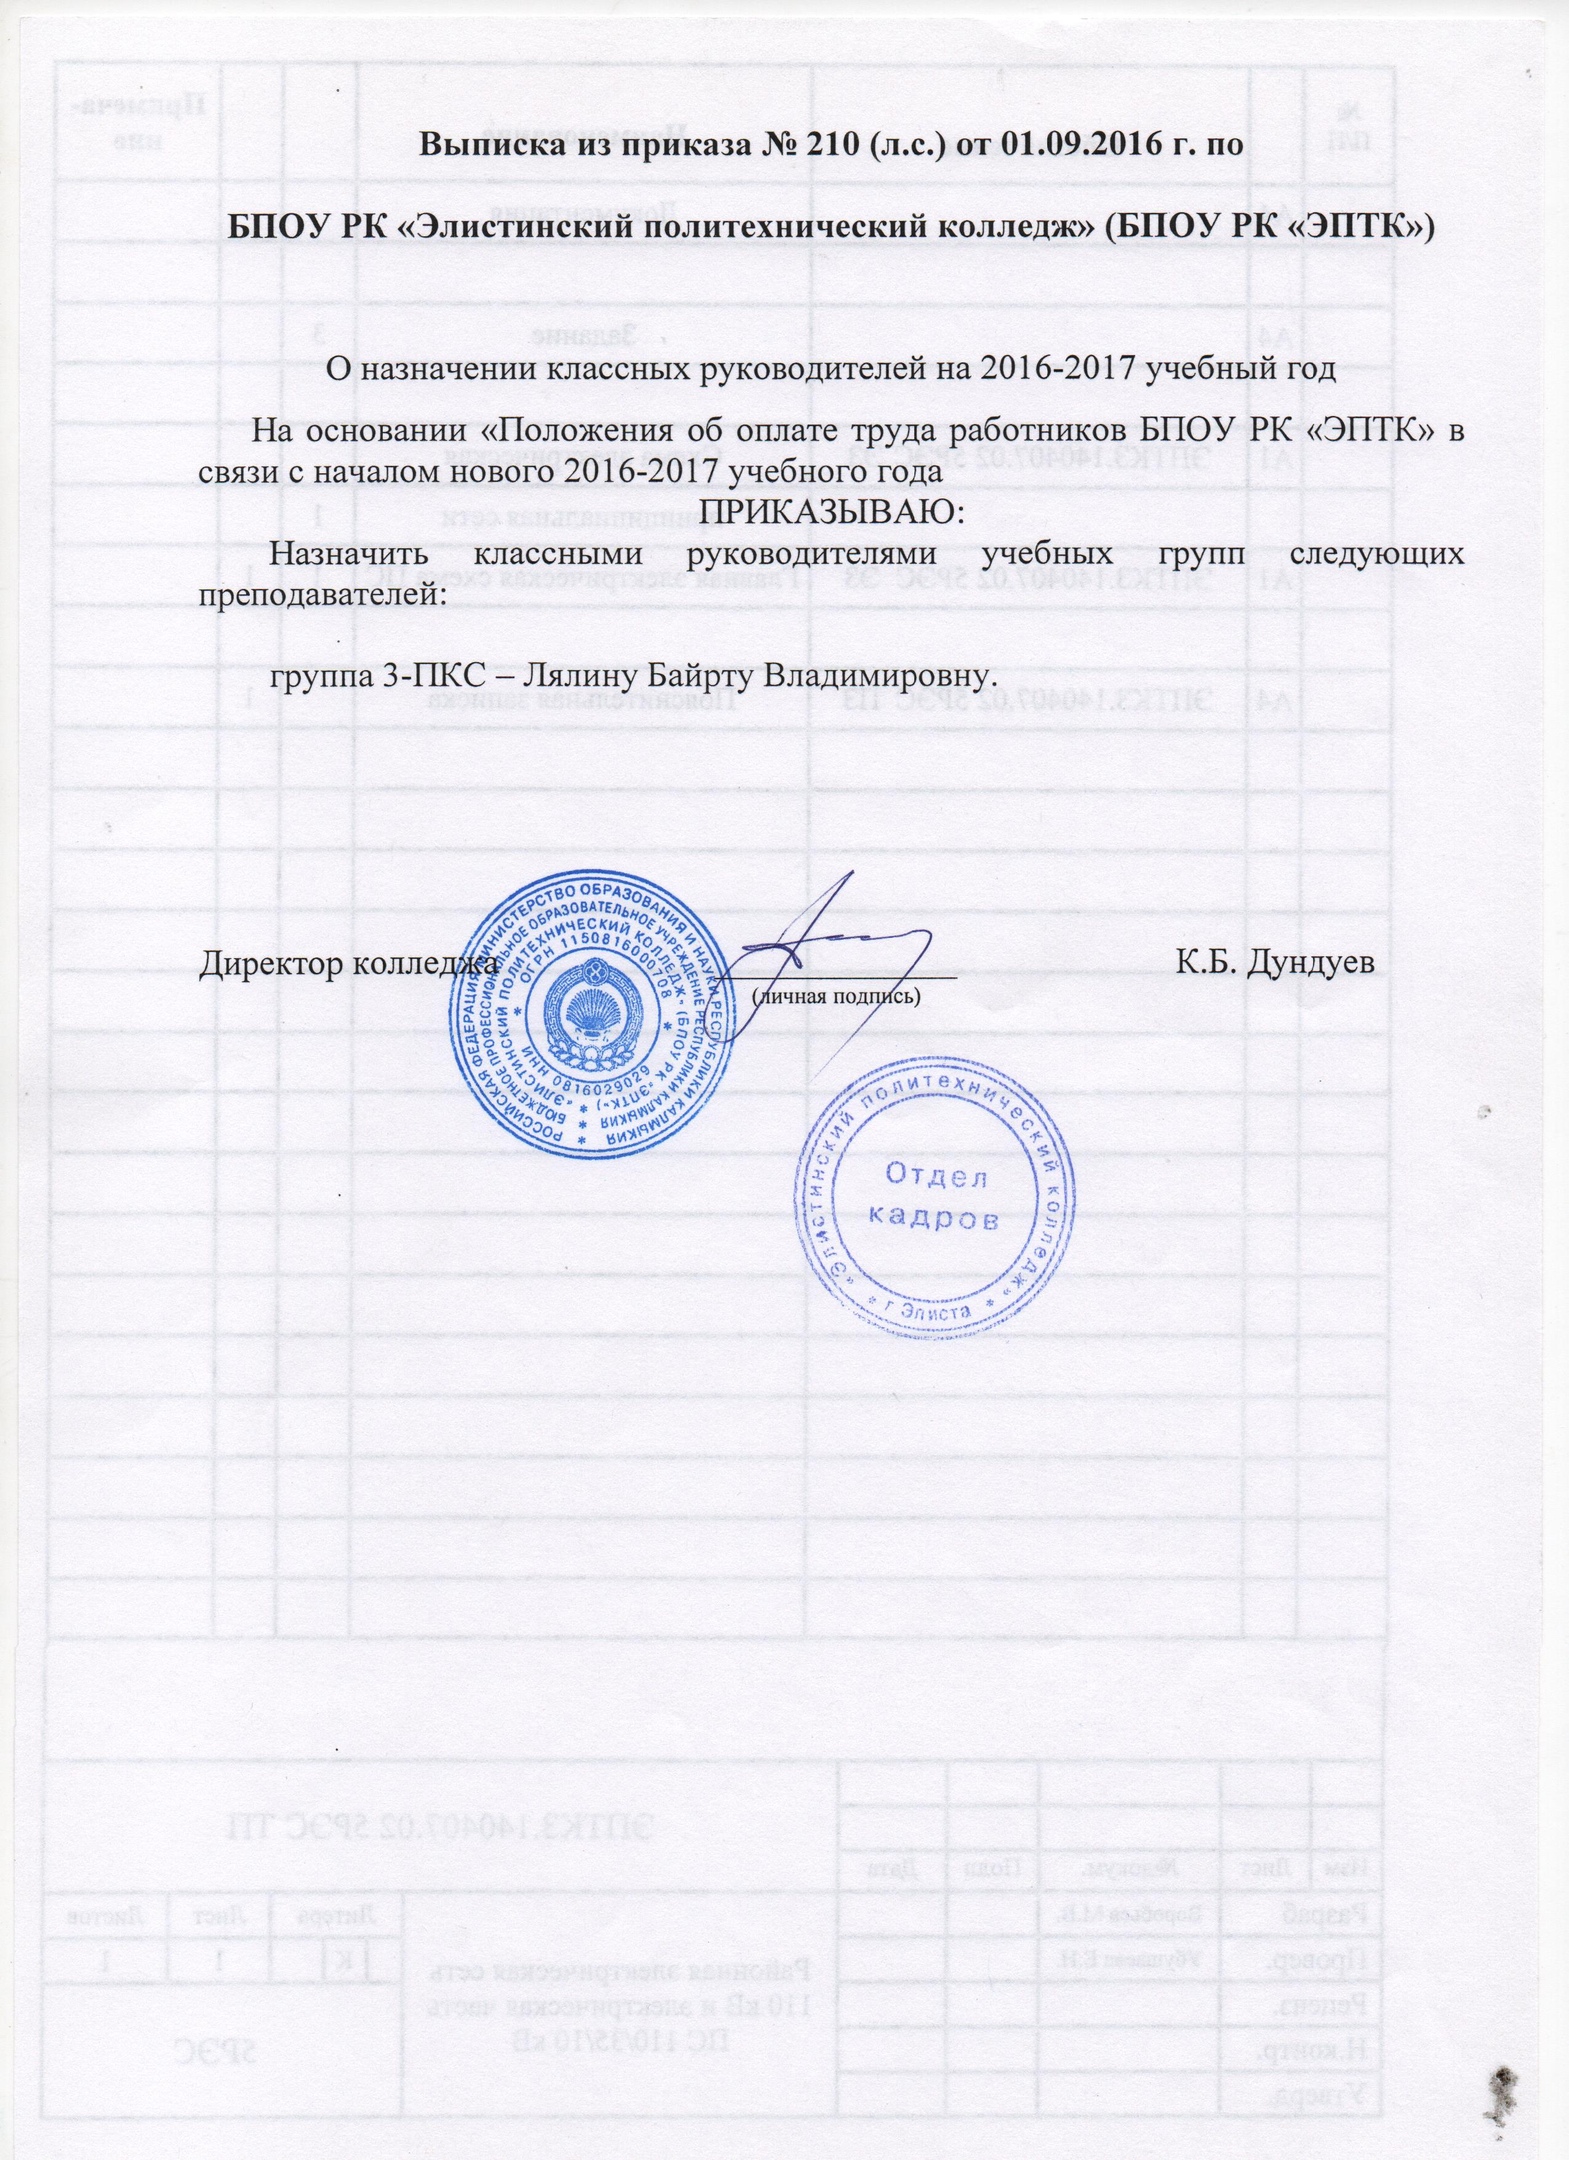 Выписка из приказа № 210 (л.с.) от 01.09.2016 г. по
БПОУ РК «Элистинский политехнический колледж» (БПОУ РК «ЭПТК»)
О назначении классных руководителей на 2016-2017 учебный год
На основании «Положения об оплате труда работников БПОУ РК «ЭПТК» в
связи с началом нового 2016-2017 учебного года
ПРИКАЗЫВАЮ:
Назначить классными руководителями учебных групп следующих
преподавателей:
группа 3-ПКС – Лялину Байрту Владимировну.
Директор колледжа
К.Б. Дундуев
(личная подпись)
РОССИЙСКАЯ ФЕДЕРАЦИЯ МИНИСТЕРСТВО ОБРАЗОВАНИЯ И НАУКИ РЕСПУБЛИКИ КАЛМЫКИЯ *
БЮДЖЕТНОЕ ПРОФЕССИОНАЛЬНОЕ ОБРАЗОВАТЕЛЬНОЕ УЧРЕЖДЕНИЕ РЕСПУБЛИКИ КАЛМЫКИЯ *
«ЭЛИСТИНСКИЙ ПОЛИТЕХНИЧЕСКИЙ КОЛЛЕДЖ» (БПОУ РК «ЭПТК») *
* ОГРН 1150816000708 *
ИНН 0816029029
«Элистинский политехнический колледж»
Отдел
кадров
* г Элиста *